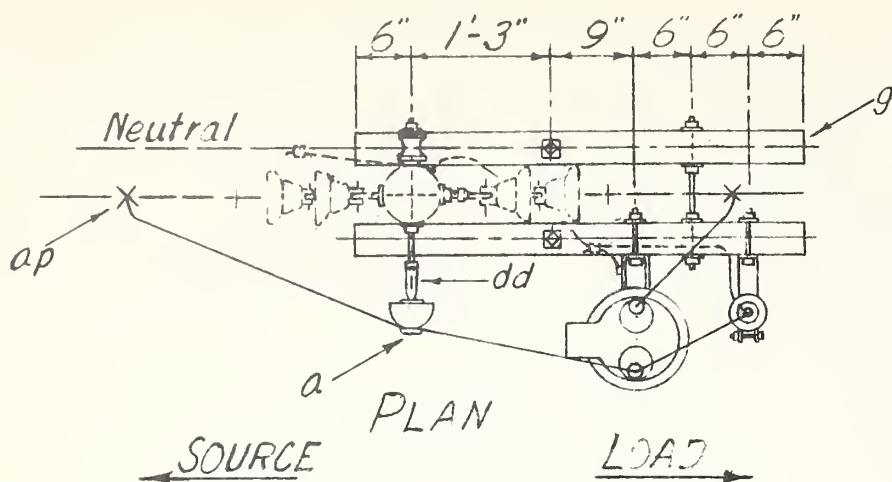 6" 1'-3" 9" 6" 6" 6"
g
Neutral
ap
dd
a
PLAN
SOURCE LOAD